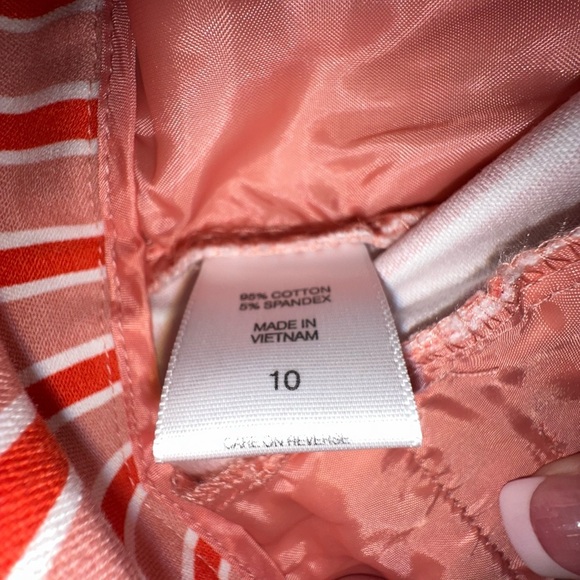 95% COTTON
5% SPANDEX
MADE IN
VIETNAM
10
CARE ON REVERSE